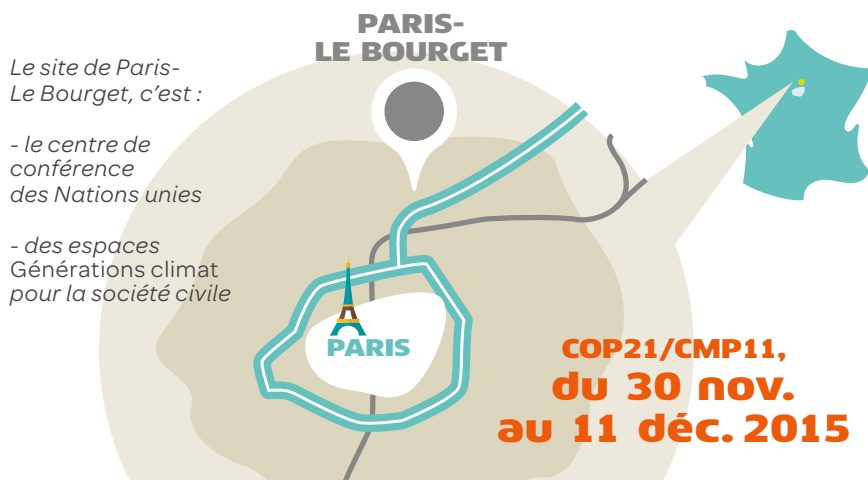 PARIS-
LE BOURGET
Le site de Paris-
Le Bourget, c’est :
- le centre de
conférence
des Nations unies
- des espaces
Générations climat
pour la société civile
PARIS
COP21/CMP11,
du 30 nov.
au 11 déc. 2015